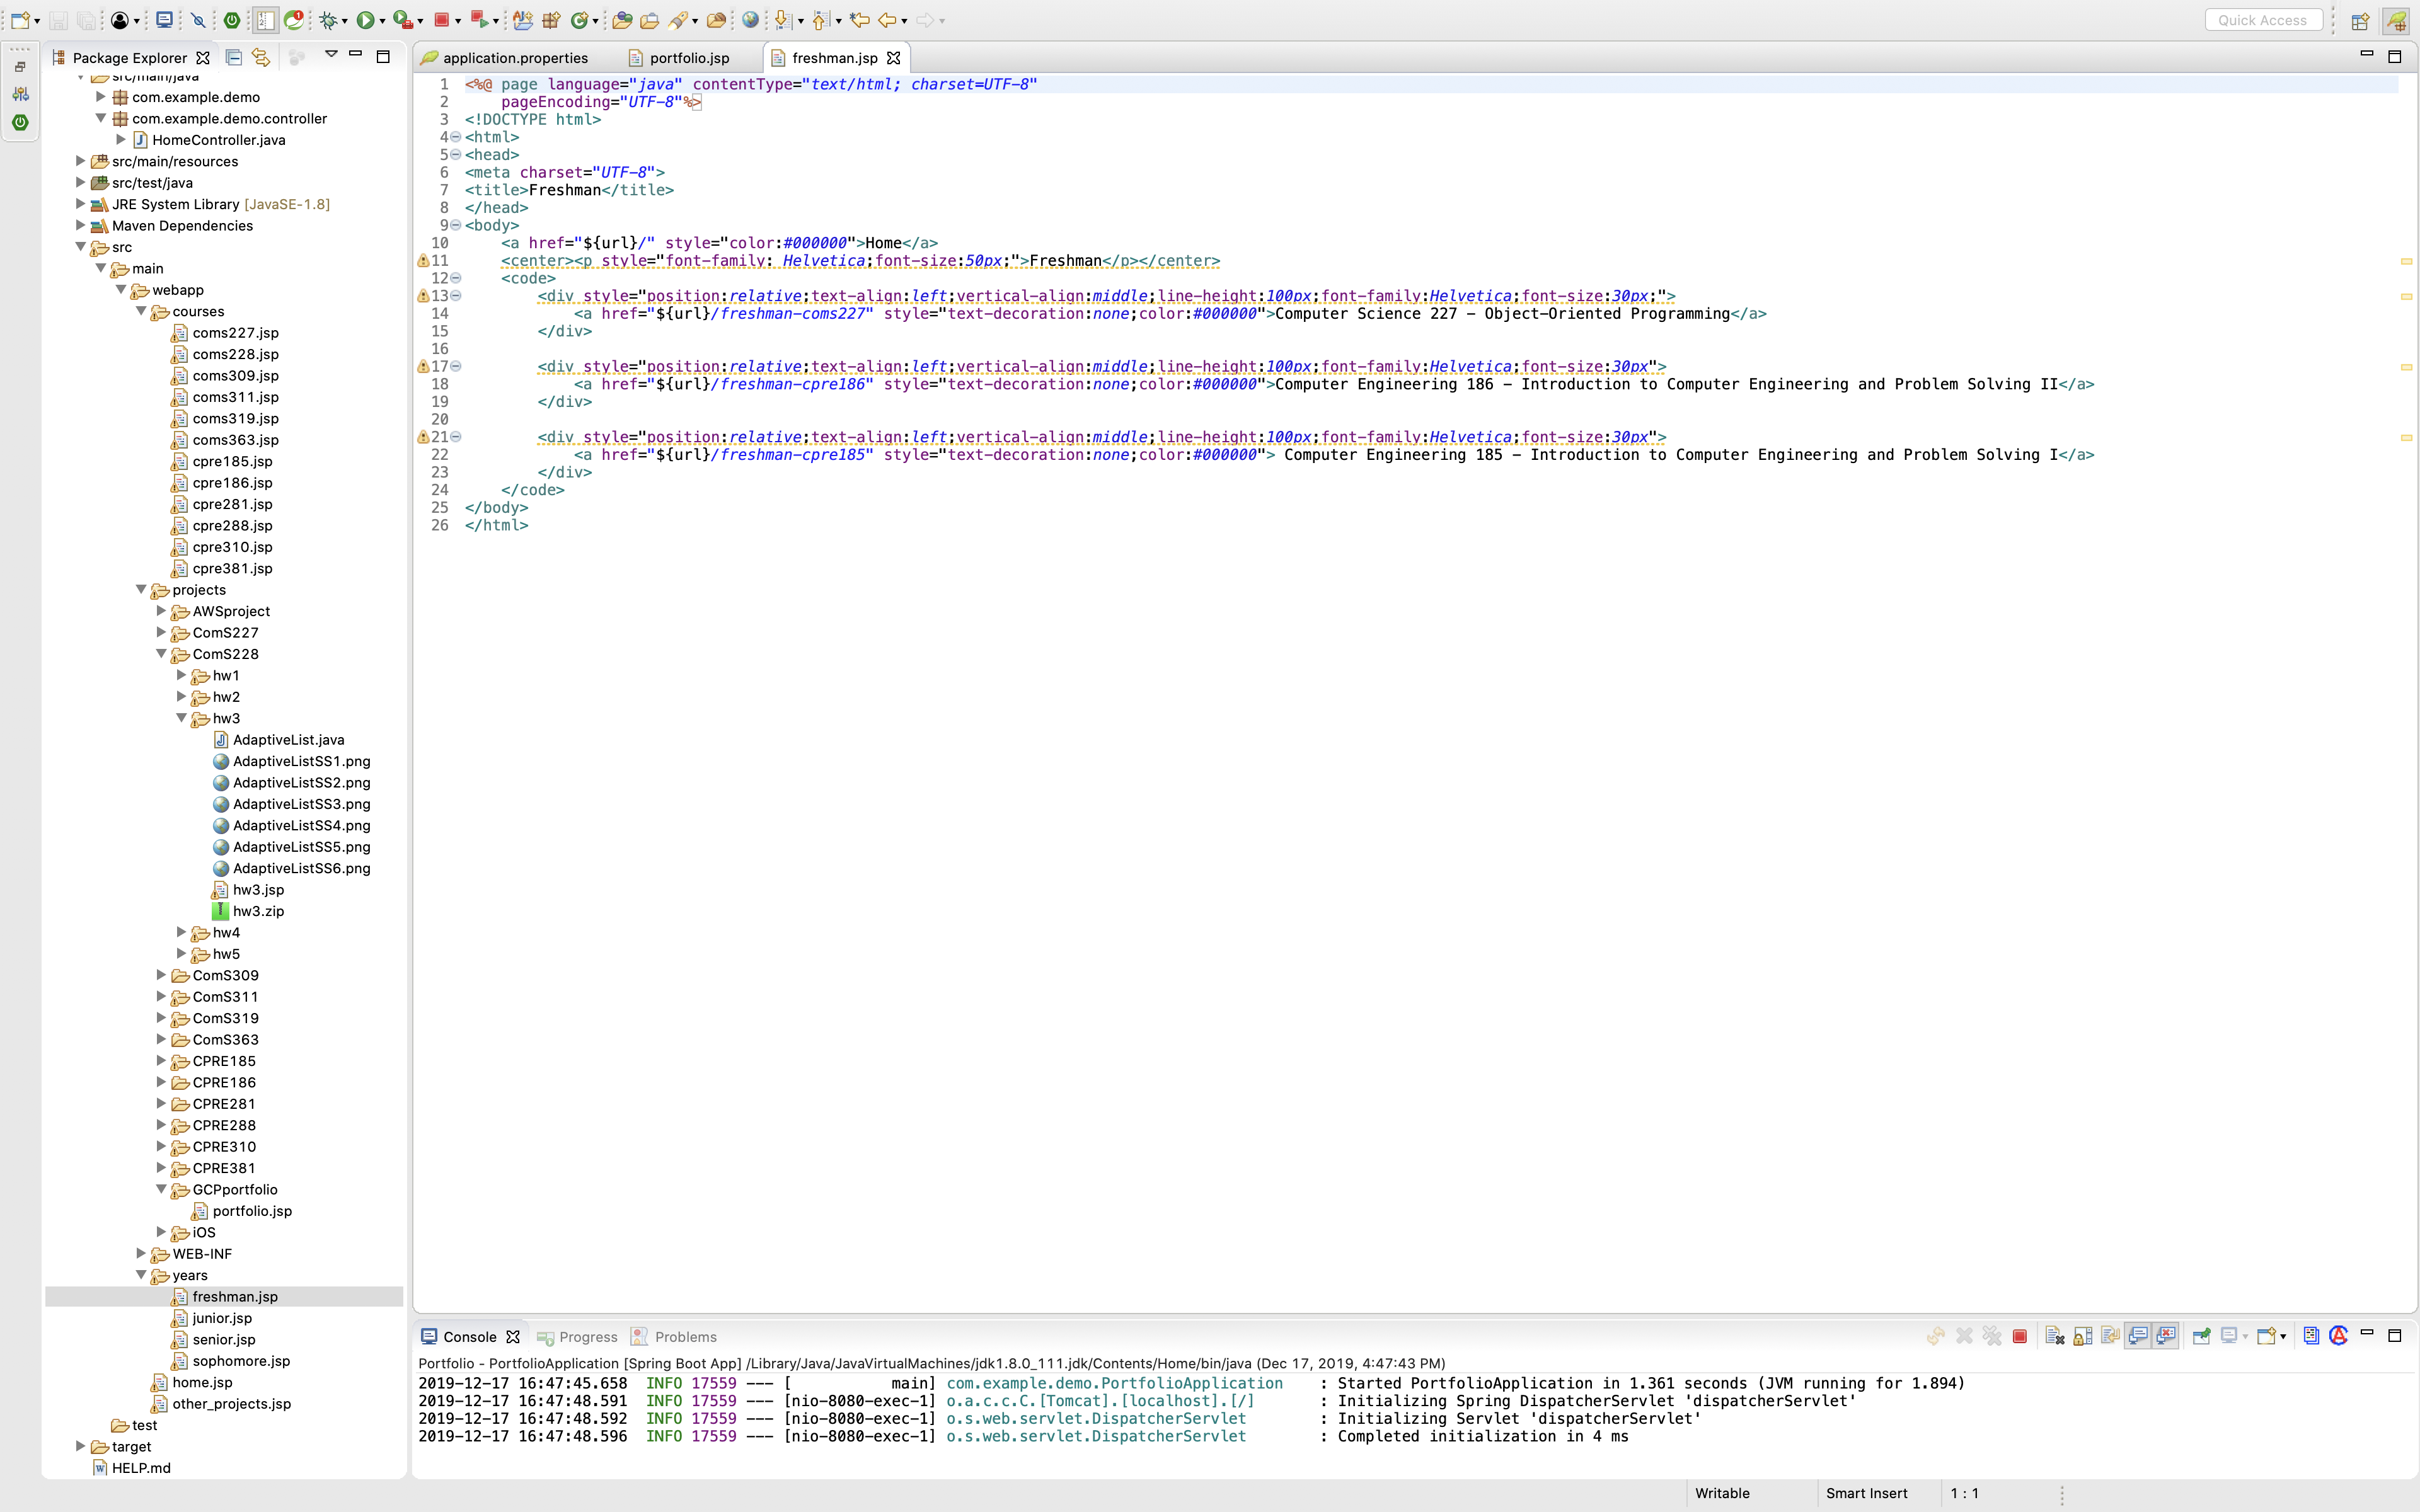 Quick Access
Package Explorer
src/main/java
com.example.demo
com.example.demo.controller
HomeController.java
src/main/resources
src/test/java
JRE System Library [JavaSE-1.8]
Maven Dependencies
src
main
webapp
courses
coms227.jsp
coms228.jsp
coms309.jsp
coms311.jsp
coms319.jsp
coms363.jsp
cpre185.jsp
cpre186.jsp
cpre281.jsp
cpre288.jsp
cpre310.jsp
cpre381.jsp
projects
AWSproject
ComS227
ComS228
hw1
hw2
hw3
AdaptiveList.java
AdaptiveListSS1.png
AdaptiveListSS2.png
AdaptiveListSS3.png
AdaptiveListSS4.png
AdaptiveListSS5.png
AdaptiveListSS6.png
hw3.jsp
hw3.zip
hw4
hw5
ComS309
ComS311
ComS319
ComS363
CPRE185
CPRE186
CPRE281
CPRE288
CPRE310
CPRE381
GCPportfolio
portfolio.jsp
iOS
WEB-INF
years
freshman.jsp
junior.jsp
senior.jsp
sophomore.jsp
home.jsp
other_projects.jsp
test
target
HELP.md
application.properties portfolio.jsp freshman.jsp
1 <%@ page language="java" contentType="text/html; charset=UTF-8"
2 pageEncoding="UTF-8"%>
3 <!DOCTYPE html>
4 <html>
5 <head>
6 <meta charset="UTF-8">
7 <title>Freshman</title>
8 </head>
9 <body>
10 <a href="${url}/" style="color:#000000">Home</a>
11 <center><p style="font-family: Helvetica;font-size:50px;">Freshman</p></center>
12 <code>
13 <div style="position:relative;text-align:left;vertical-align:middle;line-height:100px;font-family:Helvetica;font-size:30px;">
14 <a href="${url}/freshman-coms227" style="text-decoration:none;color:#000000">Computer Science 227 - Object-Oriented Programming</a>
15 </div>
16
17 <div style="position:relative;text-align:left;vertical-align:middle;line-height:100px;font-family:Helvetica;font-size:30px">
18 <a href="${url}/freshman-cpre186" style="text-decoration:none;color:#000000">Computer Engineering 186 - Introduction to Computer Engineering and Problem Solving II</a>
19 </div>
20
21 <div style="position:relative;text-align:left;vertical-align:middle;line-height:100px;font-family:Helvetica;font-size:30px">
22 <a href="${url}/freshman-cpre185" style="text-decoration:none;color:#000000"> Computer Engineering 185 - Introduction to Computer Engineering and Problem Solving I</a>
23 </div>
24 </code>
25 </body>
26 </html>
Console Progress Problems
Portfolio - PortfolioApplication [Spring Boot App] /Library/Java/JavaVirtualMachines/jdk1.8.0_111.jdk/Contents/Home/bin/java (Dec 17, 2019, 4:47:43 PM)
2019-12-17 16:47:45.658 INFO 17559 --- [ main] com.example.demo.PortfolioApplication : Started PortfolioApplication in 1.361 seconds (JVM running for 1.894)
2019-12-17 16:47:48.591 INFO 17559 --- [nio-8080-exec-1] o.a.c.c.C.[Tomcat].[localhost].[/] : Initializing Spring DispatcherServlet 'dispatcherServlet'
2019-12-17 16:47:48.592 INFO 17559 --- [nio-8080-exec-1] o.s.web.servlet.DispatcherServlet : Initializing Servlet 'dispatcherServlet'
2019-12-17 16:47:48.596 INFO 17559 --- [nio-8080-exec-1] o.s.web.servlet.DispatcherServlet : Completed initialization in 4 ms
Writable Smart Insert 1 : 1